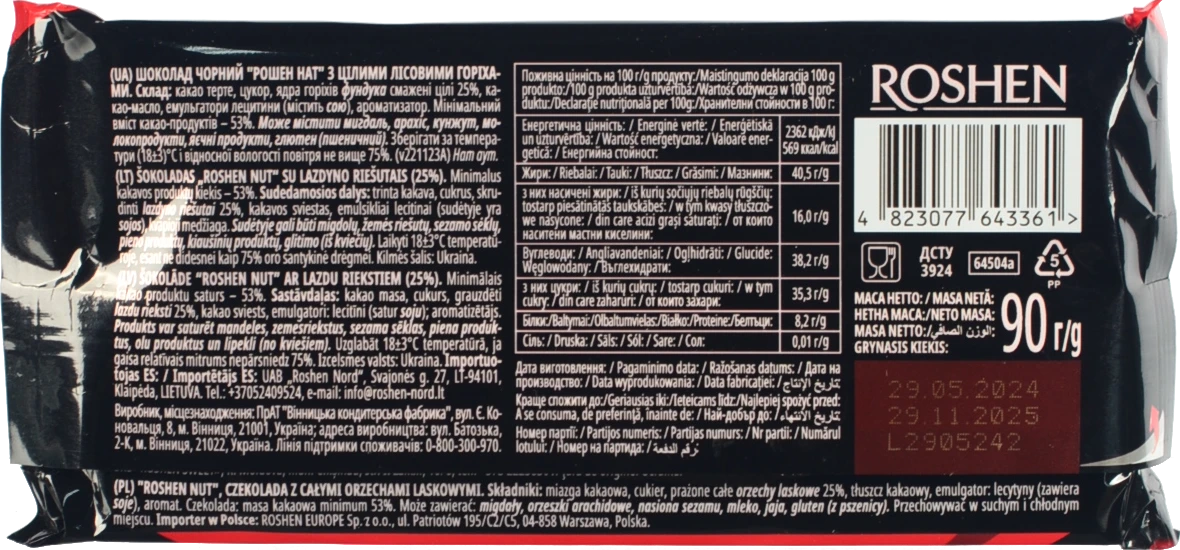 (UA) ШОКОЛАД ЧОРНИЙ "РОШЕН НАТ" З ЦІЛИМИ ЛІСОВИМИ ГОРІХА-
МИ. Склад: какао терте, цукор, ядра горіхів фундука смажені цілі 25%, ка-
као-масло, емульгатори лецитини (містить сою), ароматизатор. Мінімальний
вміст какао-продуктів – 53%. Може містити мигдаль, арахіс, кунжут, мо-
локопродукти, яєчні продукти, глютен (пшеничний). Зберігати за темпера-
тури (18±3)°С і відносної вологості повітря не вище 75%. (v221123A) Нат аут.
(LT) ŠOKOLADAS „ROSHEN NUT” SU LAZDYNO RIEŠUTAIS (25%). Minimalus
kakavos produktų kiekis – 53%. Sudedamosios dalys: trinta kakava, cukrus, skru-
dinti lazdyno riešutai 25%, kakavos sviestas, emulsikliai lecitinai (sudėtyje yra
sojos), kvapioji medžiaga. Sudėtyje gali būti migdolų, žemės riešutų, sezamo sėklų,
pieno produktų, kiaušinių produktų, glitimo (iš kviečių). Laikyti 18±3°C temperatū-
roje, esant ne didesnei kaip 75% oro santykinė drėgmei. Kilmės šalis: Ukraina.
(LV) ŠOKOLĀDE “ROSHEN NUT” AR LAZDU RIEKSTIEM (25%). Minimālais
kakao produktu saturs – 53%. Sastāvdaļas: kakao masa, cukurs, grauzdēti
lazdu rieksti 25%, kakao sviests, emulgatori: lecitīni (satur soju); aromatizētājs.
Produkts var saturēt mandeles, zemesriekstus, sezama sēklas, piena produk-
tus, olu produktus un lipekli (no kviešiem). Uzglabāt 18±3°C temperatūrā, ja
gaisa relatīvais mitrums nepārsniedz 75%. Izcelsmes valsts: Ukraina. Importuo-
tojas ES: / Importētājs ES: UAB „Roshen Nord”, Svajonės g. 27, LT-94101,
Klaipėda, LIETUVA. Tel.: +37052409524, e-mail: info@roshen-nord.lt
Виробник, місцезнаходження: ПрАТ "Вінницька кондитерська фабрика", вул. Є. Ко-
новальця, 8, м. Вінниця, 21001, Україна; адреса виробництва: вул. Батозька,
2-К, м. Вінниця, 21022, Україна. Лінія підтримки споживачів: 0-800-300-970.
Поживна цінність на 100 г/g продукту:/Maistingumo deklaracija 100 g
produkto:/100 g produkta uzturvērtība:/Wartość odżywcza w 100 g pro-
duktu:/Declarație nutrițională per 100g:/Хранителни стойности в 100 г:
Енергетична цінність: / Energinė vertė: / Enerģētiskā
un uzturvērtība: / Wartość energetyczna: / Valoare ener-
getică: / Енергийна стойност: 2362 кДж/kJ
569 ккал/kcal
Жири: / Riebalai: / Tauki: / Tłuszcz: / Grăsimi: / Мазнини: 40,5 г/g
з них насичені жири: / iš kurių sočiųjų riebalų rūgščių:
tostarp piesātinātās taukskābes: / w tym kwasy tłuszczo-
we nasycone: / din care acizi grași saturați: / от които
наситени мастни киселини: 16,0 г/g
Вуглеводи: / Angliavandeniai: / Ogļhidrāti: / Glucide:
Węglowodany: /Въглехидрати: 38,2 г/g
з них цукри: / iš kurių cukrų: / tostarp cukuri: / w tym
cukry: / din care zaharuri: / от които захари: 35,3 г/g
Білки:/Baltymai:/Olbaltumvielas:/Białko:/Proteine:/Белтъци: 8,2 г/g
Сіль: / Druska: / Sāls: / Sól: / Sare: / Сол: 0,01 г/g
Дата виготовлення: / Pagaminimo data: / Ražošanas datums: / Дата на
производство: / Data wyprodukowania: / Data fabricației: / تاريخ الإنتاج:
Краще спожити до:/Geriausias iki:/Ieteicams līdz:/Najlepiej spożyć przed:
A se consuma, de preferință, înainte de: / Най-добър до: / تاريخ الانتهاء:
Номер партії: / Partijos numeris: / Partijas numurs: / Nr partii: / Numărul
lotului: / Номер на партида: / رقم الدفعة:
ROSHEN
4 823077 643361 >
ДСТУ
3924
64504a
5
PP
МАСА НЕТТО: / MASA NETĂ:
НЕТНА МАСА: /NETO MASA:
MASA NETTO: /الوزن الصافي:
GRYNASIS KIEKIS:
90 г/g
29.05.2024
29.11.2025
L2905242
(PL) "ROSHEN NUT", CZEKOLADA Z CAŁYMI ORZECHAMI LASKOWYMI. Składniki: miazga kakaowa, cukier, prażone całe orzechy laskowe 25%, tłuszcz kakaowy, emulgator: lecytyny (zawiera
soję), aromat. Czekolada: masa kakaowa minimum 53%. Może zawierać: migdały, orzeszki arachidowe, nasiona sezamu, mleko, jaja, gluten (z pszenicy). Przechowywać w suchym i chłodnym
miejscu. Importer w Polsce: ROSHEN EUROPE Sp. z o.o., ul. Patriotów 195/C2/C5, 04-858 Warszawa, Polska.